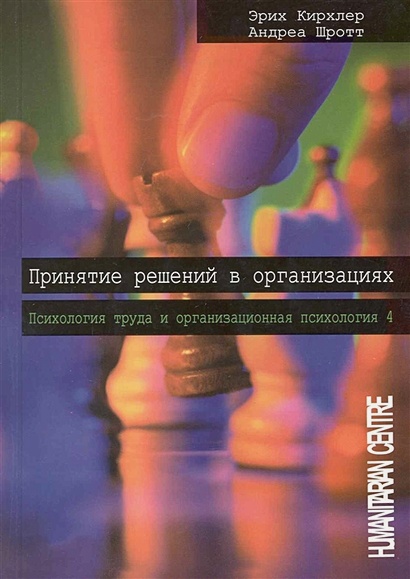 Эрих Кирхлер
Андреа Шротт
Принятие решений в организациях
Психология труда и организационная психология 4
HUMANITARIAN CENTRE